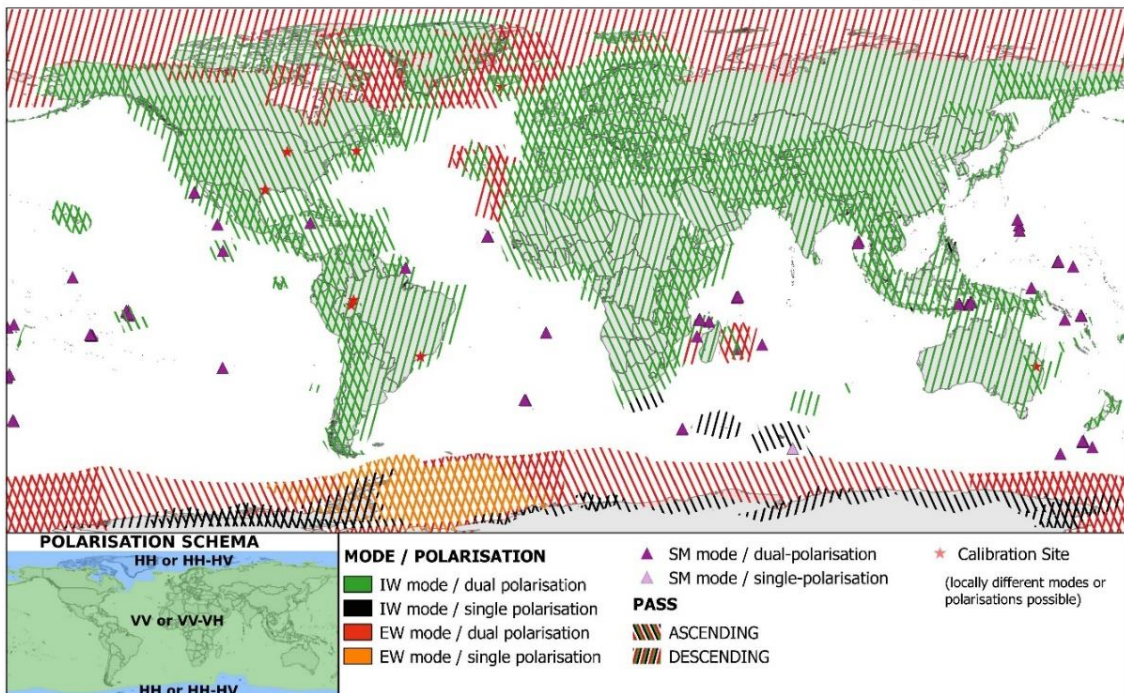 POLARISATION SCHEMA
HH or HH-HV
VV or VV-VH
HH or HH-HV
MODE / POLARISATION
IW mode / dual polarisation
IW mode / single polarisation
EW mode / dual polarisation
EW mode / single polarisation
SM mode / dual-polarisation
SM mode / single-polarisation
PASS
ASCENDING
DESCENDING
Calibration Site
(locally different modes or
polarisations possible)